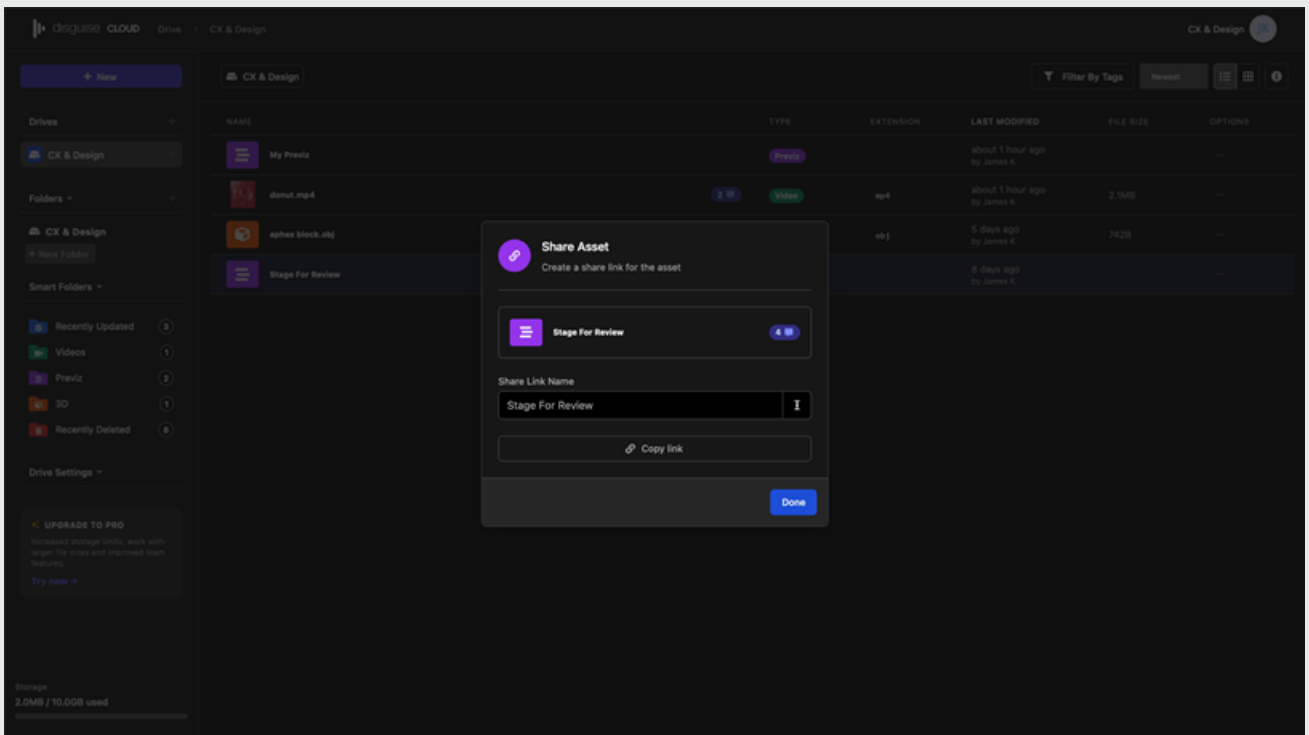 disguise CLOUD Drive CX & Design
CX & Design JK
+ New
CX & Design
Filter By Tags
Newest
Drives +
NAME
TYPE
EXTENSION
LAST MODIFIED
FILE SIZE
OPTIONS
CX & Design
My Previz
Previz
about 1 hour ago
by James K
Folders +
donut.mp4
2
Video
mp4
about 1 hour ago
by James K
2.1MB
CX & Design
+ New Folder
aphex block.obj
obj
5 days ago
by James K
742B
Smart Folders
Stage For Review
8 days ago
by James K
Recently Updated 3
Videos 1
Previz 2
3D 1
Recently Deleted 8
Drive Settings
UPGRADE TO PRO
Increased storage limits, work with
larger file sizes and improved team
features.
Try now →
Storage
2.0MB / 10.0GB used
Share Asset
Create a share link for the asset
Stage For Review
4
Share Link Name
Stage For Review
Copy link
Done